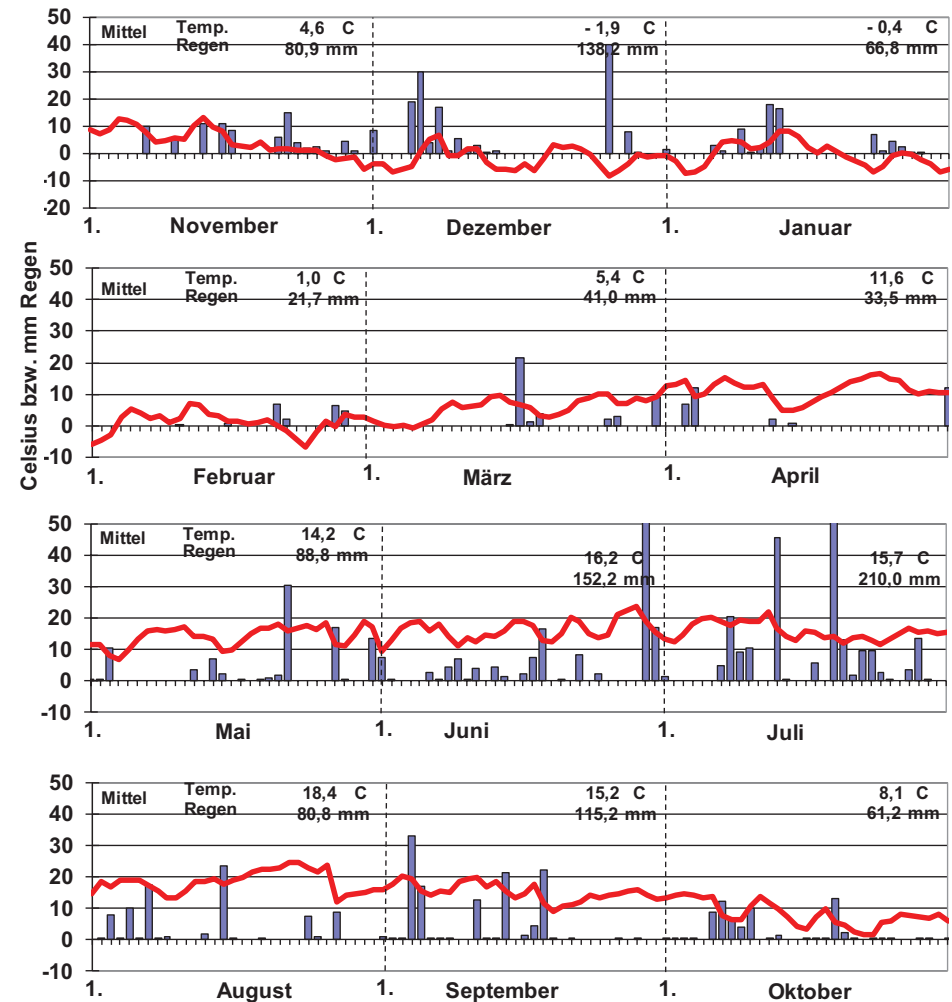 Celsius bzw. mm Regen
50
40
30
20
10
0
-10
-20
Mittel Temp. 4,6 C - 1,9 C - 0,4 C
Regen 80,9 mm 138,2 mm 66,8 mm
1. November 1. Dezember 1. Januar
50
40
30
20
10
0
-10
Mittel Temp. 1,0 C 5,4 C 11,6 C
Regen 21,7 mm 41,0 mm 33,5 mm
1. Februar 1. März 1. April
50
40
30
20
10
0
-10
Mittel Temp. 14,2 C 16,2 C 15,7 C
Regen 88,8 mm 152,2 mm 210,0 mm
1. Mai 1. Juni 1. Juli
50
40
30
20
10
0
-10
Mittel Temp. 18,4 C 15,2 C 8,1 C
Regen 80,8 mm 115,2 mm 61,2 mm
1. August 1. September 1. Oktober